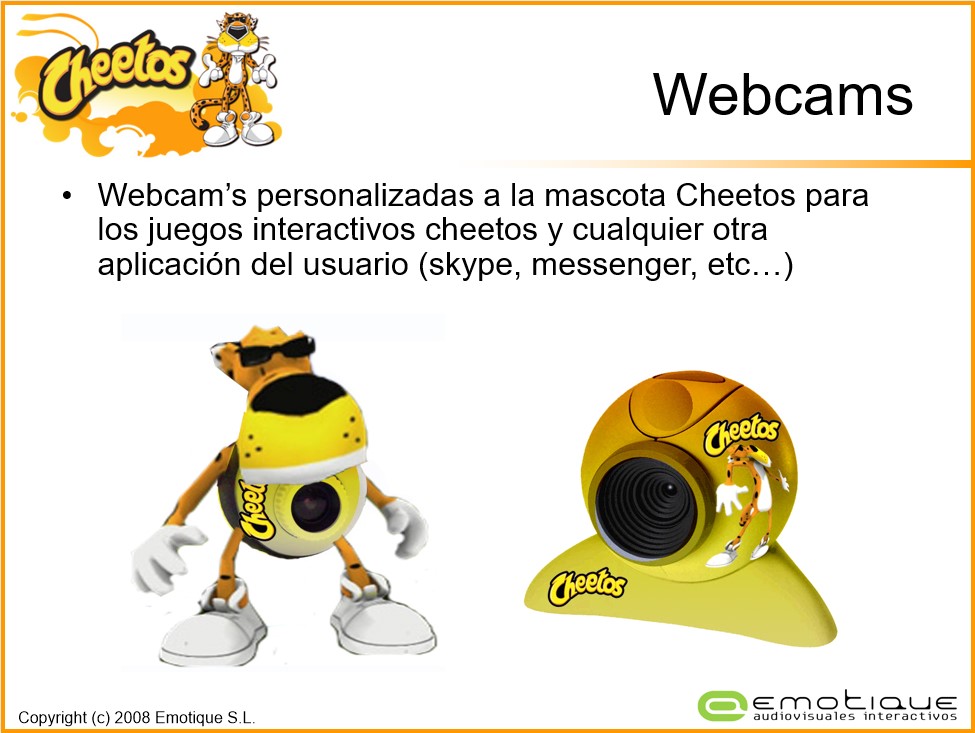 Cheetos
Webcams
• Webcam’s personalizadas a la mascota Cheetos para
los juegos interactivos cheetos y cualquier otra
aplicación del usuario (skype, messenger, etc…)
Cheetos
Cheet
Cheetos
Copyright (c) 2008 Emotique S.L.
emotique
audiovisuales interactivos